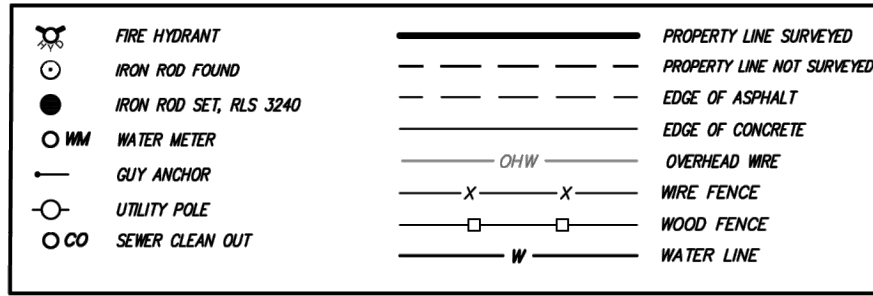 FIRE HYDRANT
IRON ROD FOUND
IRON ROD SET, RLS 3240
WM WATER METER
GUY ANCHOR
UTILITY POLE
CO SEWER CLEAN OUT
PROPERTY LINE SURVEYED
PROPERTY LINE NOT SURVEYED
EDGE OF ASPHALT
EDGE OF CONCRETE
OHW OVERHEAD WIRE
X X WIRE FENCE
WOOD FENCE
W WATER LINE